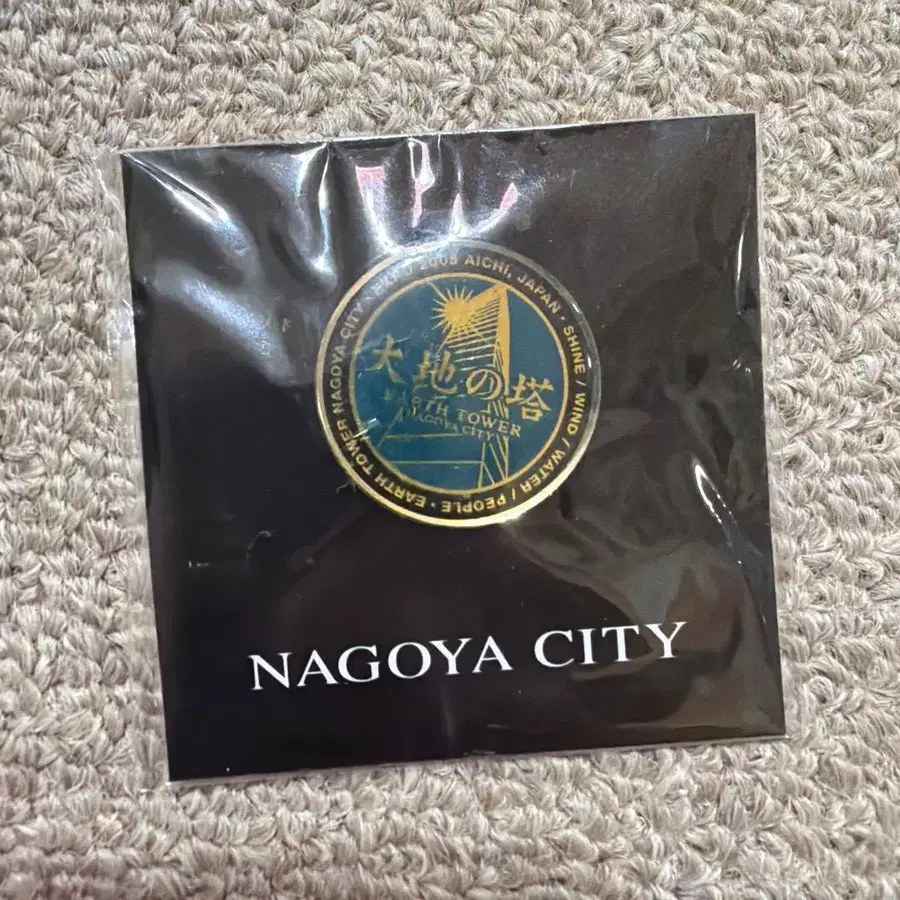 EARTH TOWER NAGOYA CITY · EXPO 2005 AICHI, JAPAN · SHINE / WIND / WATER / PEOPLE ·
大地の塔
EARTH TOWER
NAGOYA CITY
NAGOYA CITY